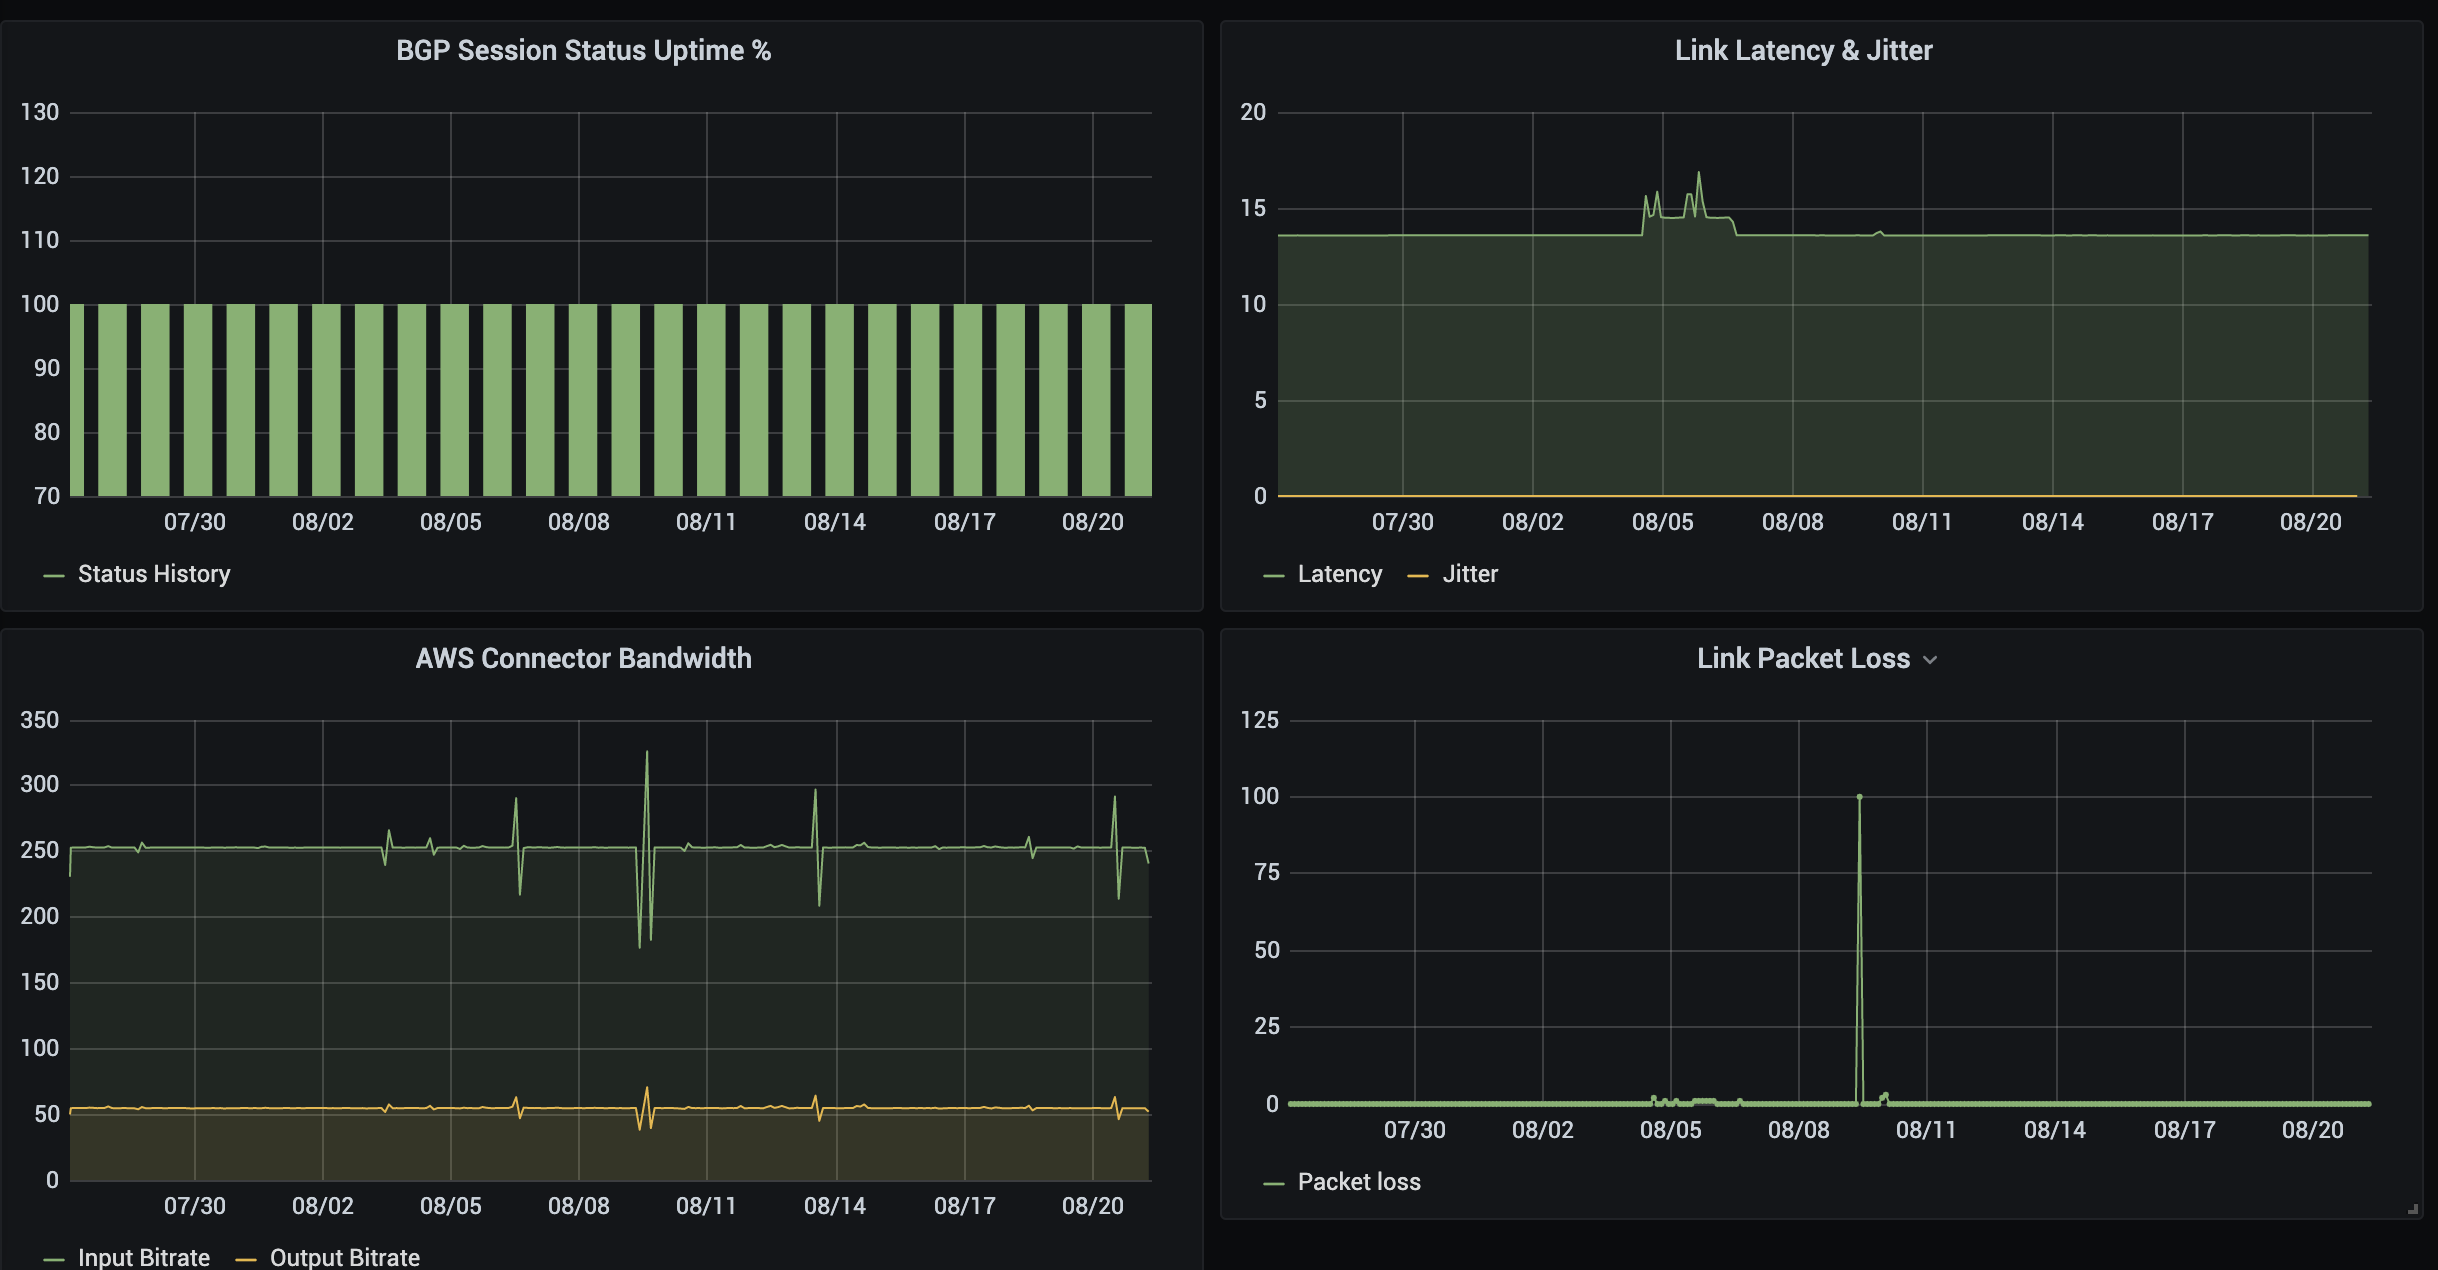 BGP Session Status Uptime %
130
120
110
100
90
80
70
07/30 08/02 08/05 08/08 08/11 08/14 08/17 08/20
Status History
Link Latency & Jitter
20
15
10
5
0
07/30 08/02 08/05 08/08 08/11 08/14 08/17 08/20
Latency Jitter
AWS Connector Bandwidth
350
300
250
200
150
100
50
0
07/30 08/02 08/05 08/08 08/11 08/14 08/17 08/20
Input Bitrate Output Bitrate
Link Packet Loss
125
100
75
50
25
0
07/30 08/02 08/05 08/08 08/11 08/14 08/17 08/20
Packet loss